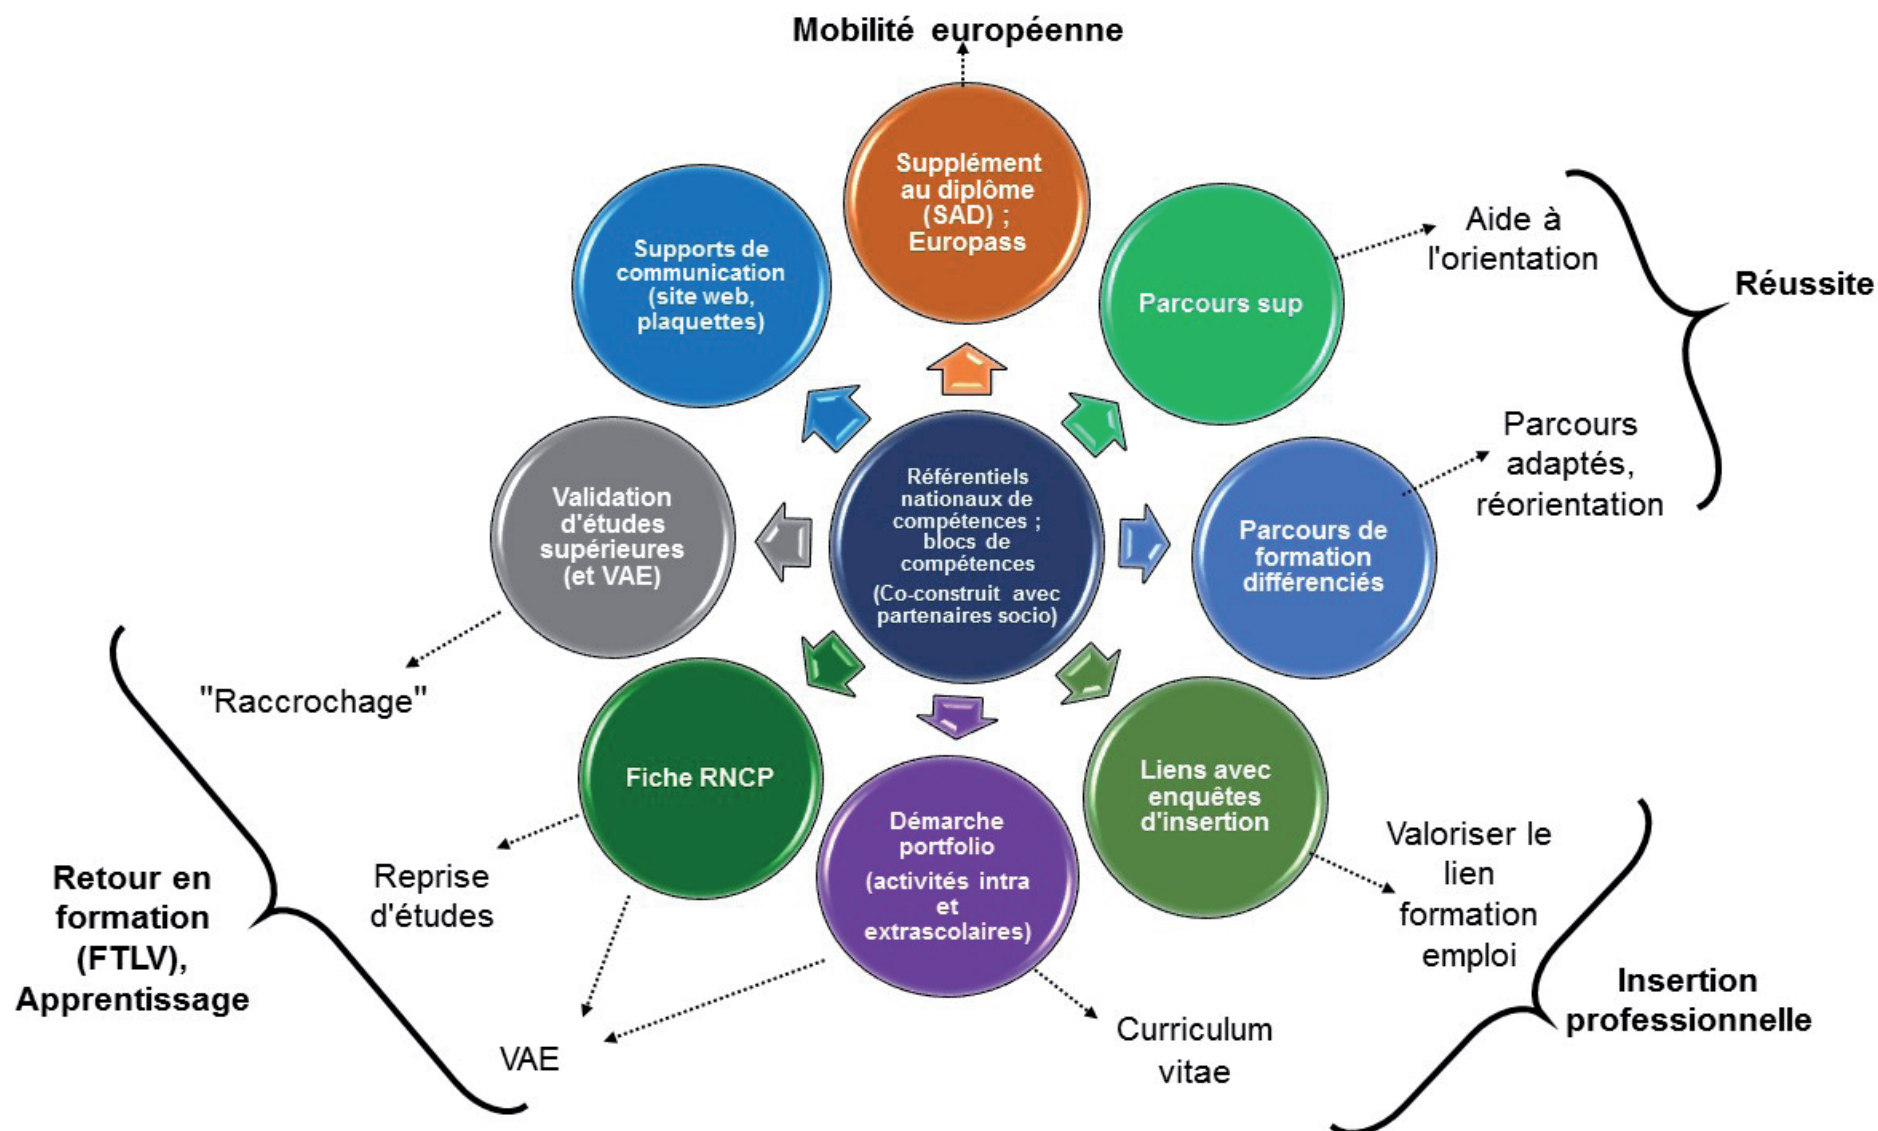 Mobilité européenne
Supplément
au diplôme
(SAD) ;
Europass
Supports de
communication
(site web,
plaquettes)
Parcours sup
Aide à
l'orientation
Réussite
Parcours
adaptés,
réorientation
Validation
d'études
supérieures
(et VAE)
Référentiels
nationaux de
compétences ;
blocs de
compétences
(Co-construit avec
partenaires socio)
Parcours de
formation
différenciés
"Raccrochage"
Fiche RNCP
Démarche
portfolio
(activités intra
et
extrascolaires)
Liens avec
enquêtes
d'insertion
Valoriser le
lien
formation
emploi
Retour en
formation
(FTLV),
Apprentissage
Reprise
d'études
VAE
Curriculum
vitae
Insertion
professionnelle